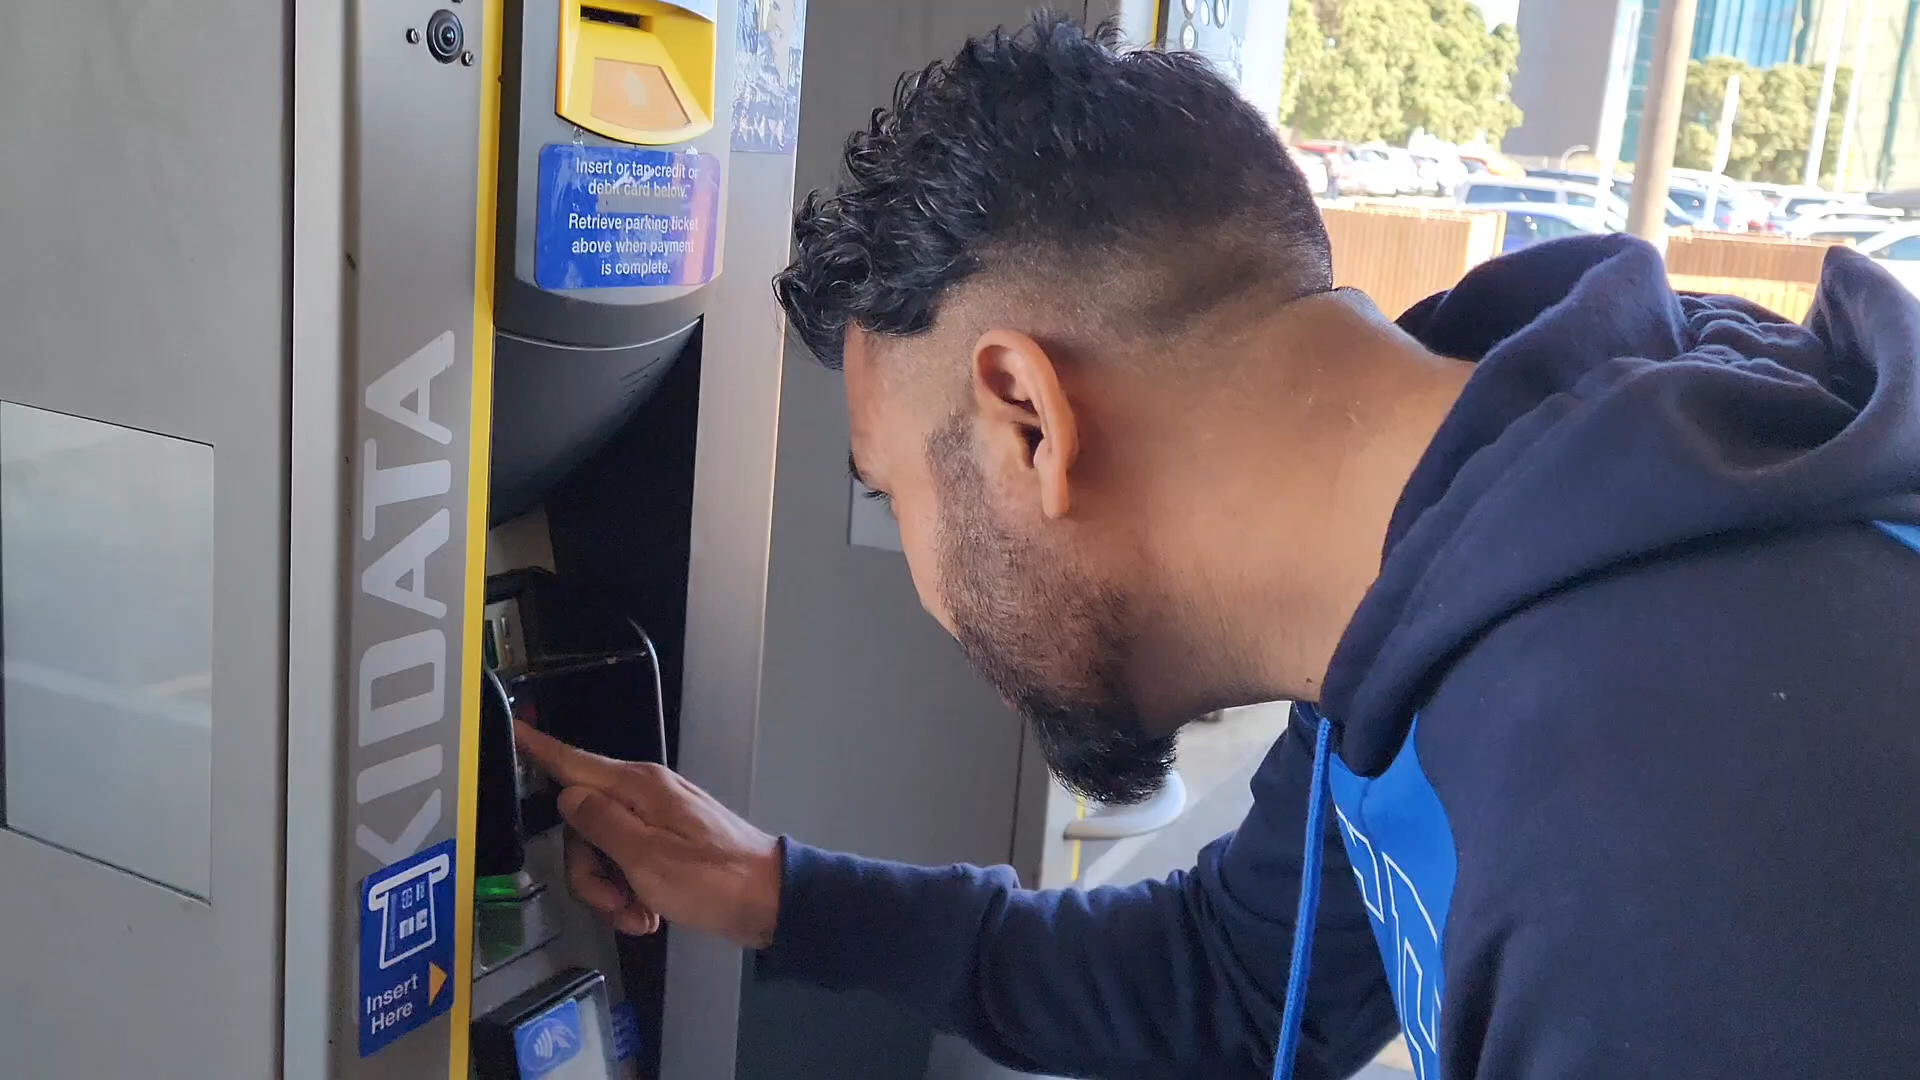 Insert or tap credit or
debit card below.
Retrieve parking ticket
above when payment
is complete.
KIDATA
Insert
Here